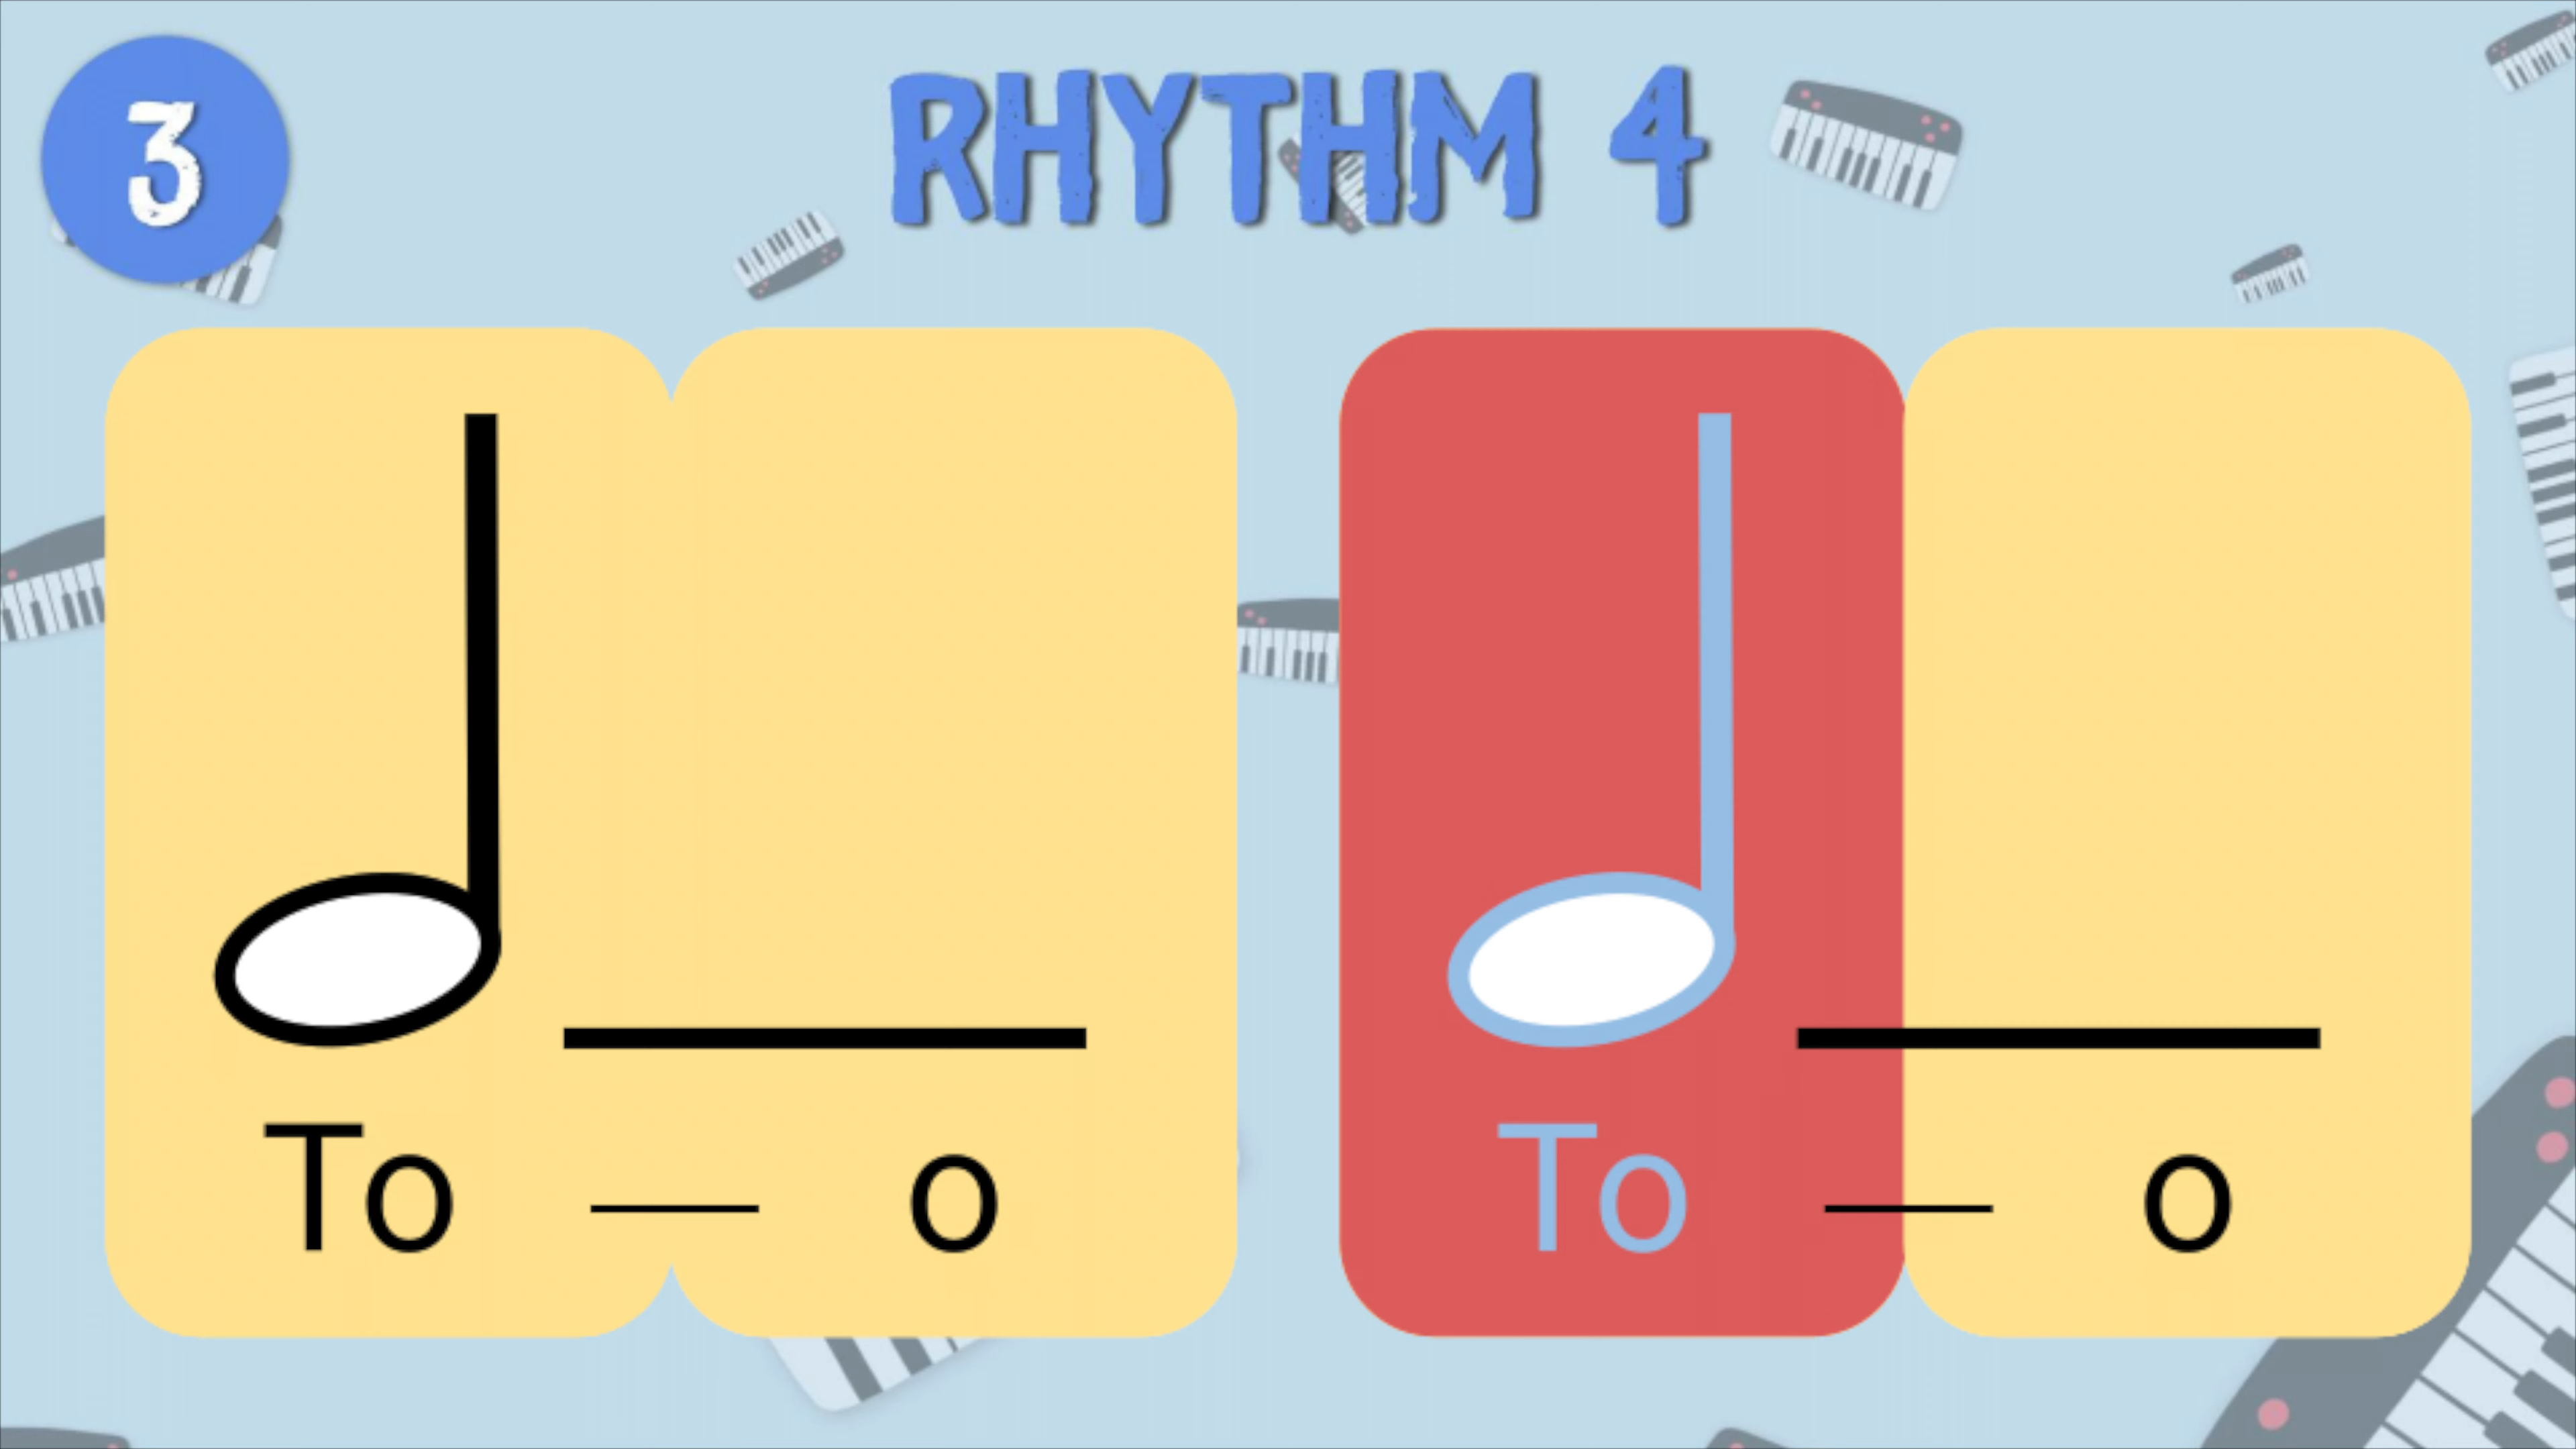 3
RHYTHM 4
To — o To — o